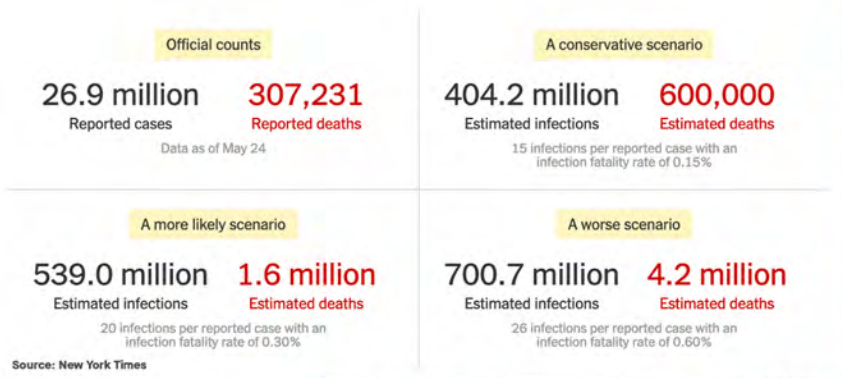 Official counts
26.9 million 307,231
Reported cases Reported deaths
Data as of May 24
A conservative scenario
404.2 million 600,000
Estimated infections Estimated deaths
15 infections per reported case with an
infection fatality rate of 0.15%
A more likely scenario
539.0 million 1.6 million
Estimated infections Estimated deaths
20 infections per reported case with an
infection fatality rate of 0.30%
A worse scenario
700.7 million 4.2 million
Estimated infections Estimated deaths
26 infections per reported case with an
infection fatality rate of 0.60%
Source: New York Times